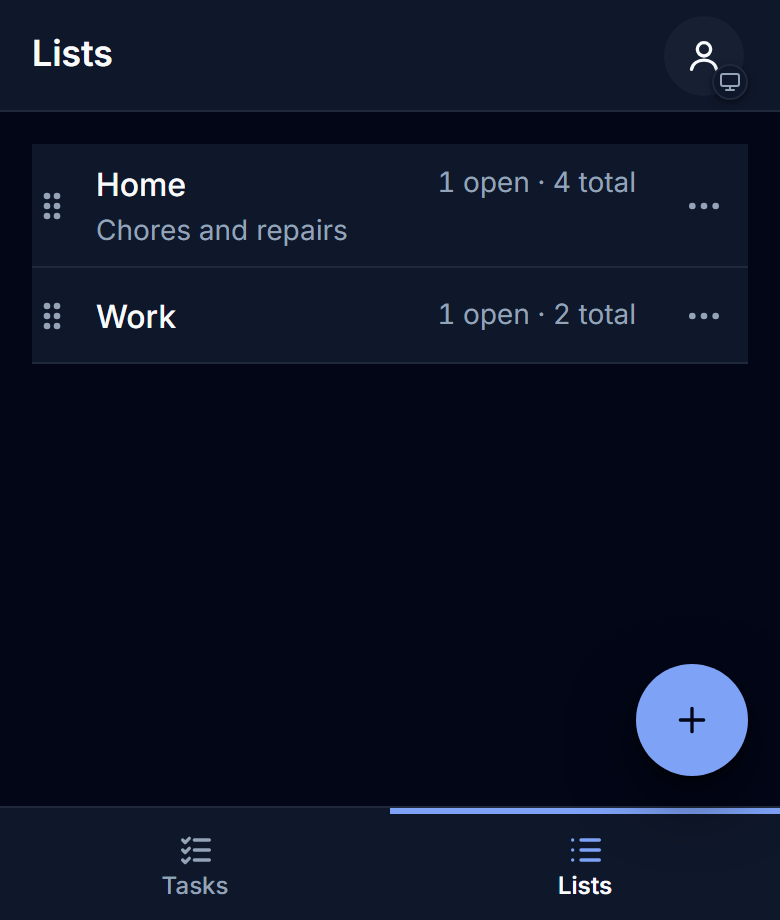 Lists
Home
1 open · 4 total
Chores and repairs
Work
1 open · 2 total
Tasks
Lists